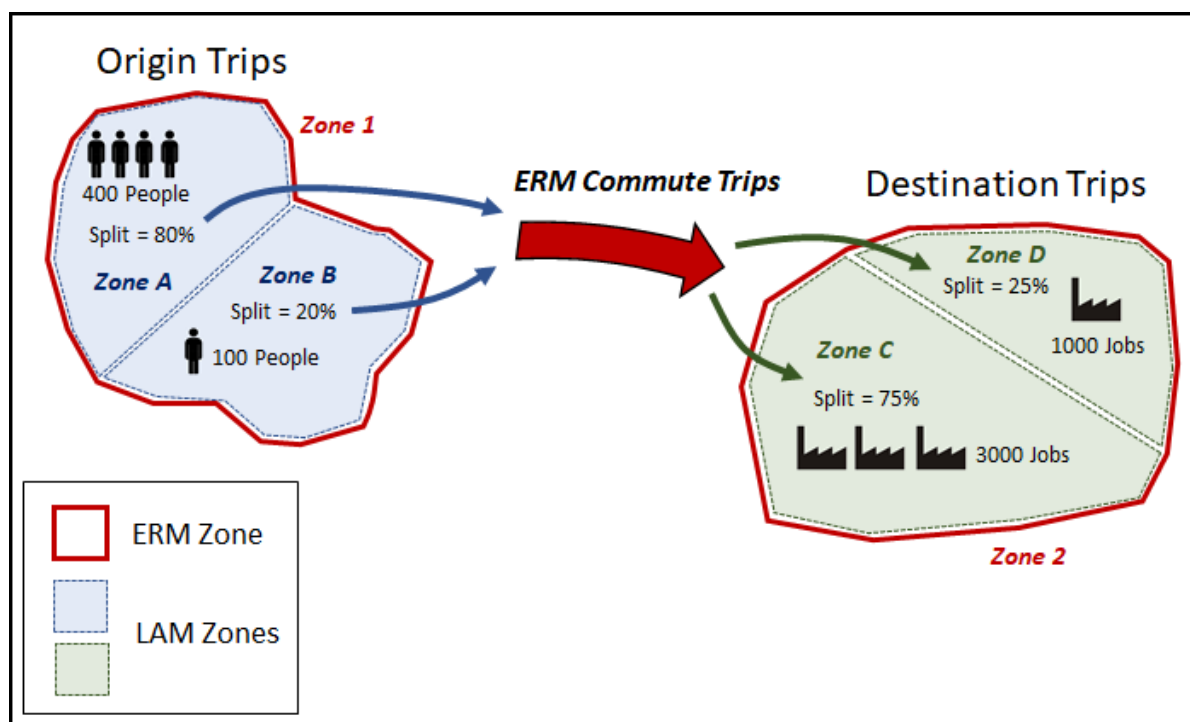 Origin Trips
Zone 1
400 People
Split = 80%
Zone A
Zone B
Split = 20%
100 People
ERM Commute Trips
Destination Trips
Zone D
Split = 25%
1000 Jobs
Zone C
Split = 75%
3000 Jobs
Zone 2
ERM Zone
LAM Zones